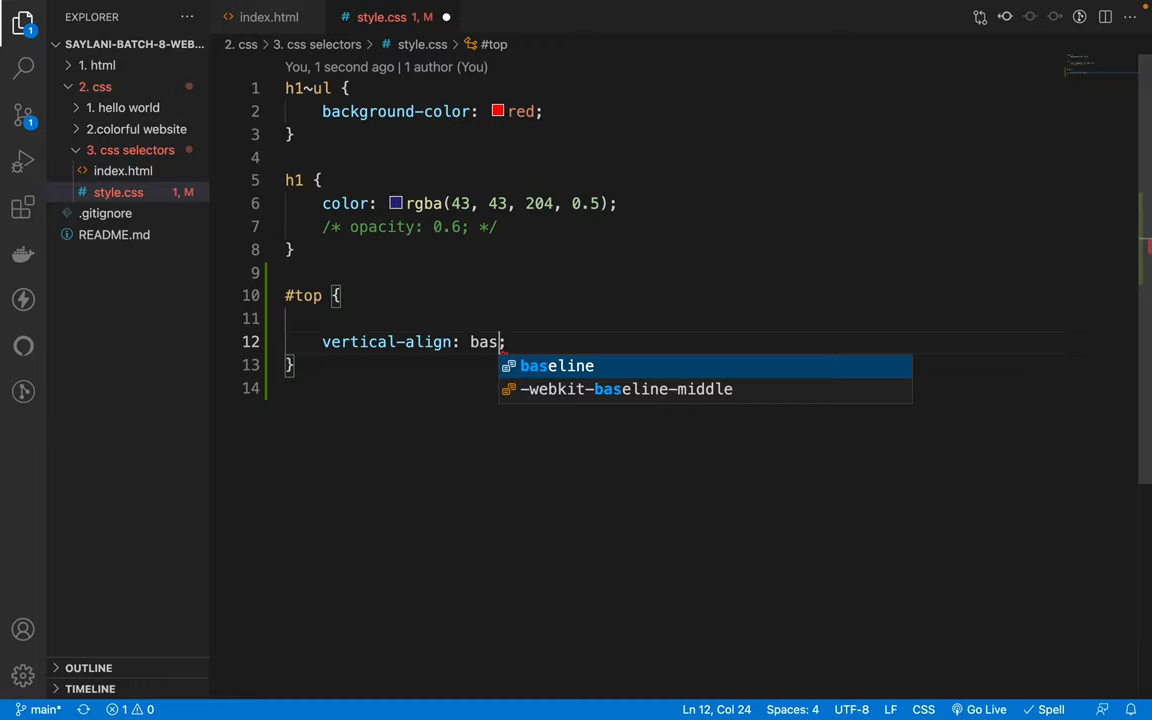 EXPLORER
index.html
style.css 1, M
SAYLANI-BATCH-8-WEB...
1. html
2. css
1. hello world
2.colorful website
3. css selectors
index.html
style.css 1, M
.gitignore
README.md
OUTLINE
TIMELINE
2. css > 3. css selectors > # style.css > #top
You, 1 second ago | 1 author (You)
1 h1~ul {
2 background-color: red;
3 }
4
5 h1 {
6 color: rgba(43, 43, 204, 0.5);
7 /* opacity: 0.6; */
8 }
9
10 #top {
11
12 vertical-align: bas;
13 }
14
baseline
-webkit-baseline-middle
main* 1 0 Ln 12, Col 24 Spaces: 4 UTF-8 LF CSS Go Live Spell